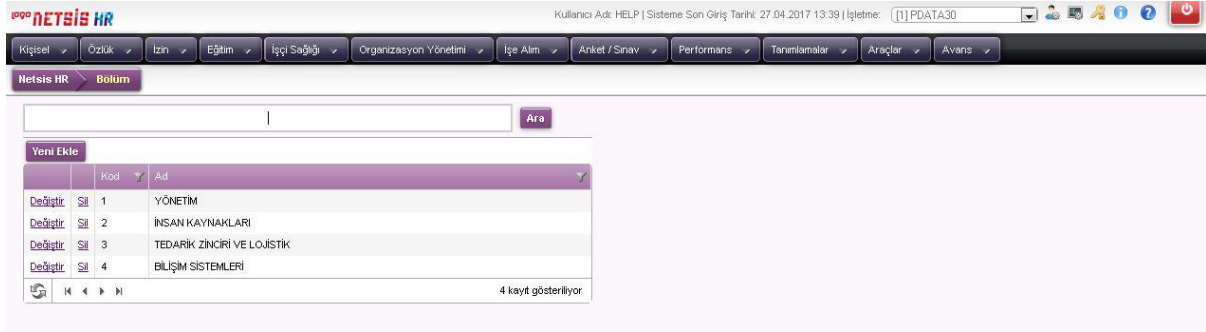 logo NETSİS HR Kullanıcı Adı: HELP | Sisteme Son Giriş Tarihi: 27.04.2017 13:39 | İşletme: [1] PDATA30
Kişisel Özlük İzin Eğitim İşçi Sağlığı Organizasyon Yönetimi İşe Alım Anket / Sınav Performans Tanımlamalar Araçlar Avans
Netsis HR Bölüm
Ara
Yeni Ekle
Kod Ad
Değiştir Sil 1 YÖNETİM
Değiştir Sil 2 İNSAN KAYNAKLARI
Değiştir Sil 3 TEDARİK ZİNCİRİ VE LOJİSTİK
Değiştir Sil 4 BİLİŞİM SİSTEMLERİ
4 kayıt gösteriliyor